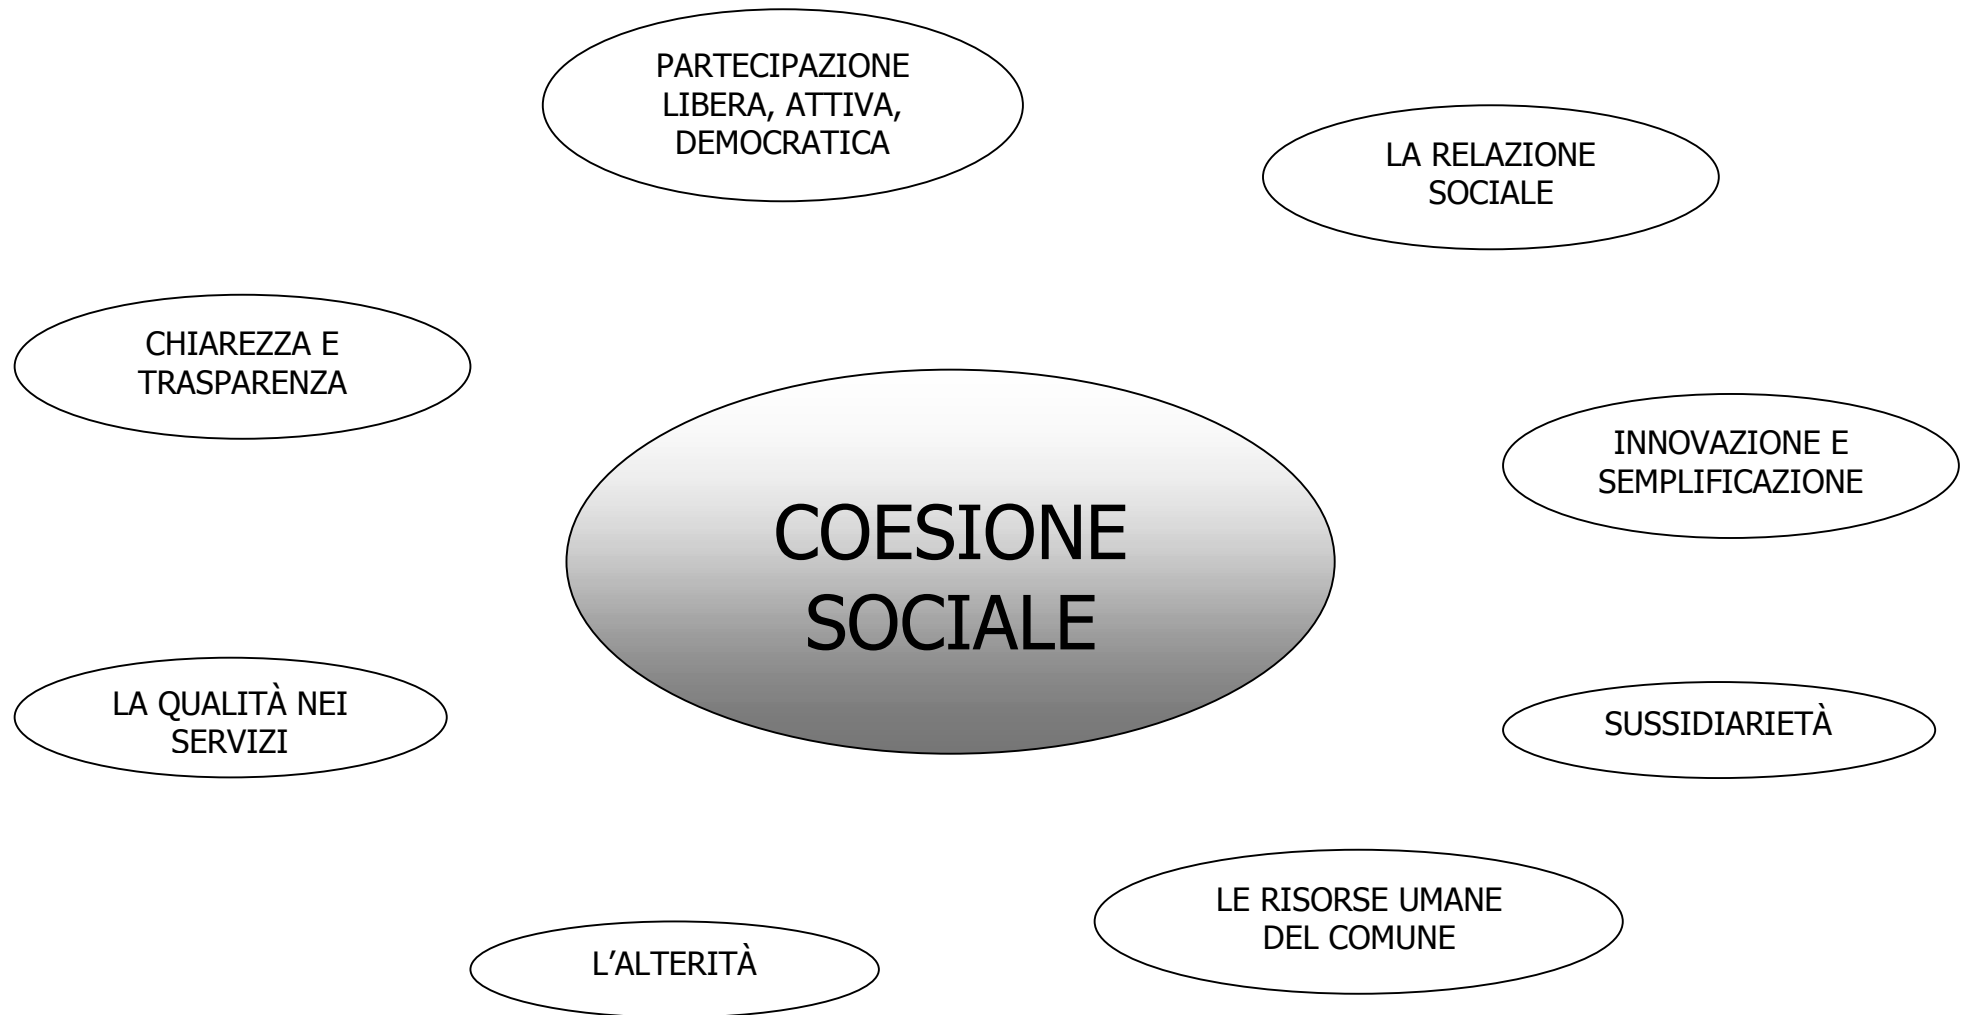 PARTECIPAZIONE
LIBERA, ATTIVA,
DEMOCRATICA
LA RELAZIONE
SOCIALE
CHIAREZZA E
TRASPARENZA
INNOVAZIONE E
SEMPLIFICAZIONE
COESIONE
SOCIALE
LA QUALITÀ NEI
SERVIZI
SUSSIDIARIETÀ
LE RISORSE UMANE
DEL COMUNE
L’ALTERITÀ